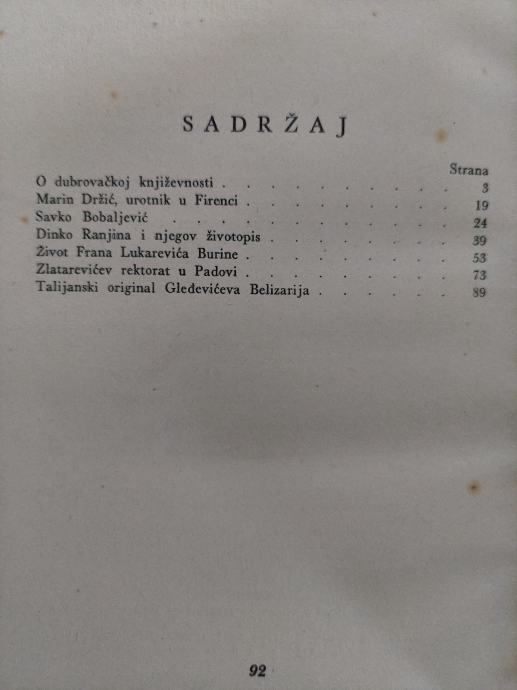 SADRŽAJ
Strana
O dubrovačkoj književnosti . . . . . . . . . 3
Marin Držić, urotnik u Firenci . . . . . . . . 19
Savko Bobaljević . . . . . . . . . . . 24
Dinko Ranjina i njegov životopis . . . . . . . 39
Život Frana Lukarevića Burine . . . . . . . . 53
Zlatarevićev rektorat u Padovi . . . . . . . . 73
Talijanski original Gleđevićeva Belizarija . . . . . 89
92